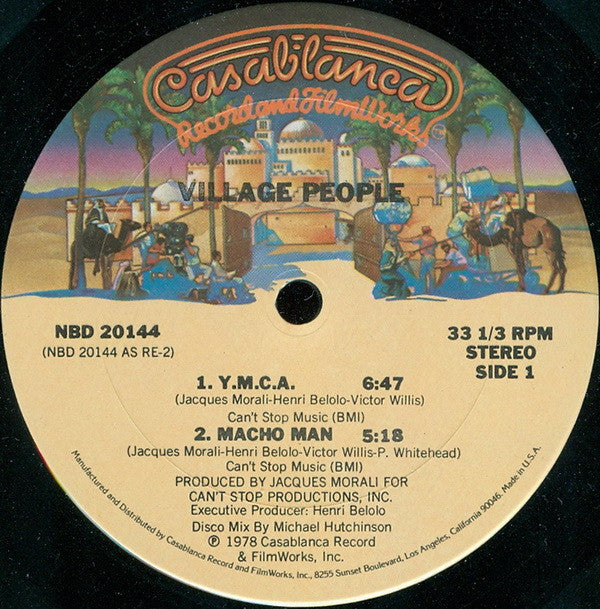 Casablanca
Record and FilmWorks™
VILLAGE PEOPLE
NBD 20144
(NBD 20144 AS RE-2)
33 1/3 RPM
STEREO
SIDE 1
1. Y.M.C.A. 6:47
(Jacques Morali-Henri Belolo-Victor Willis)
Can't Stop Music (BMI)
2. MACHO MAN 5:18
(Jacques Morali-Henri Belolo-Victor Willis-P. Whitehead)
Can't Stop Music (BMI)
PRODUCED BY JACQUES MORALI FOR
CAN'T STOP PRODUCTIONS, INC.
Executive Producer: Henri Belolo
Disco Mix By Michael Hutchinson
℗ 1978 Casablanca Record
& FilmWorks, Inc.
Manufactured and Distributed by Casablanca Record and FilmWorks, Inc., 8255 Sunset Boulevard, Los Angeles, California 90046. Made in U.S.A.